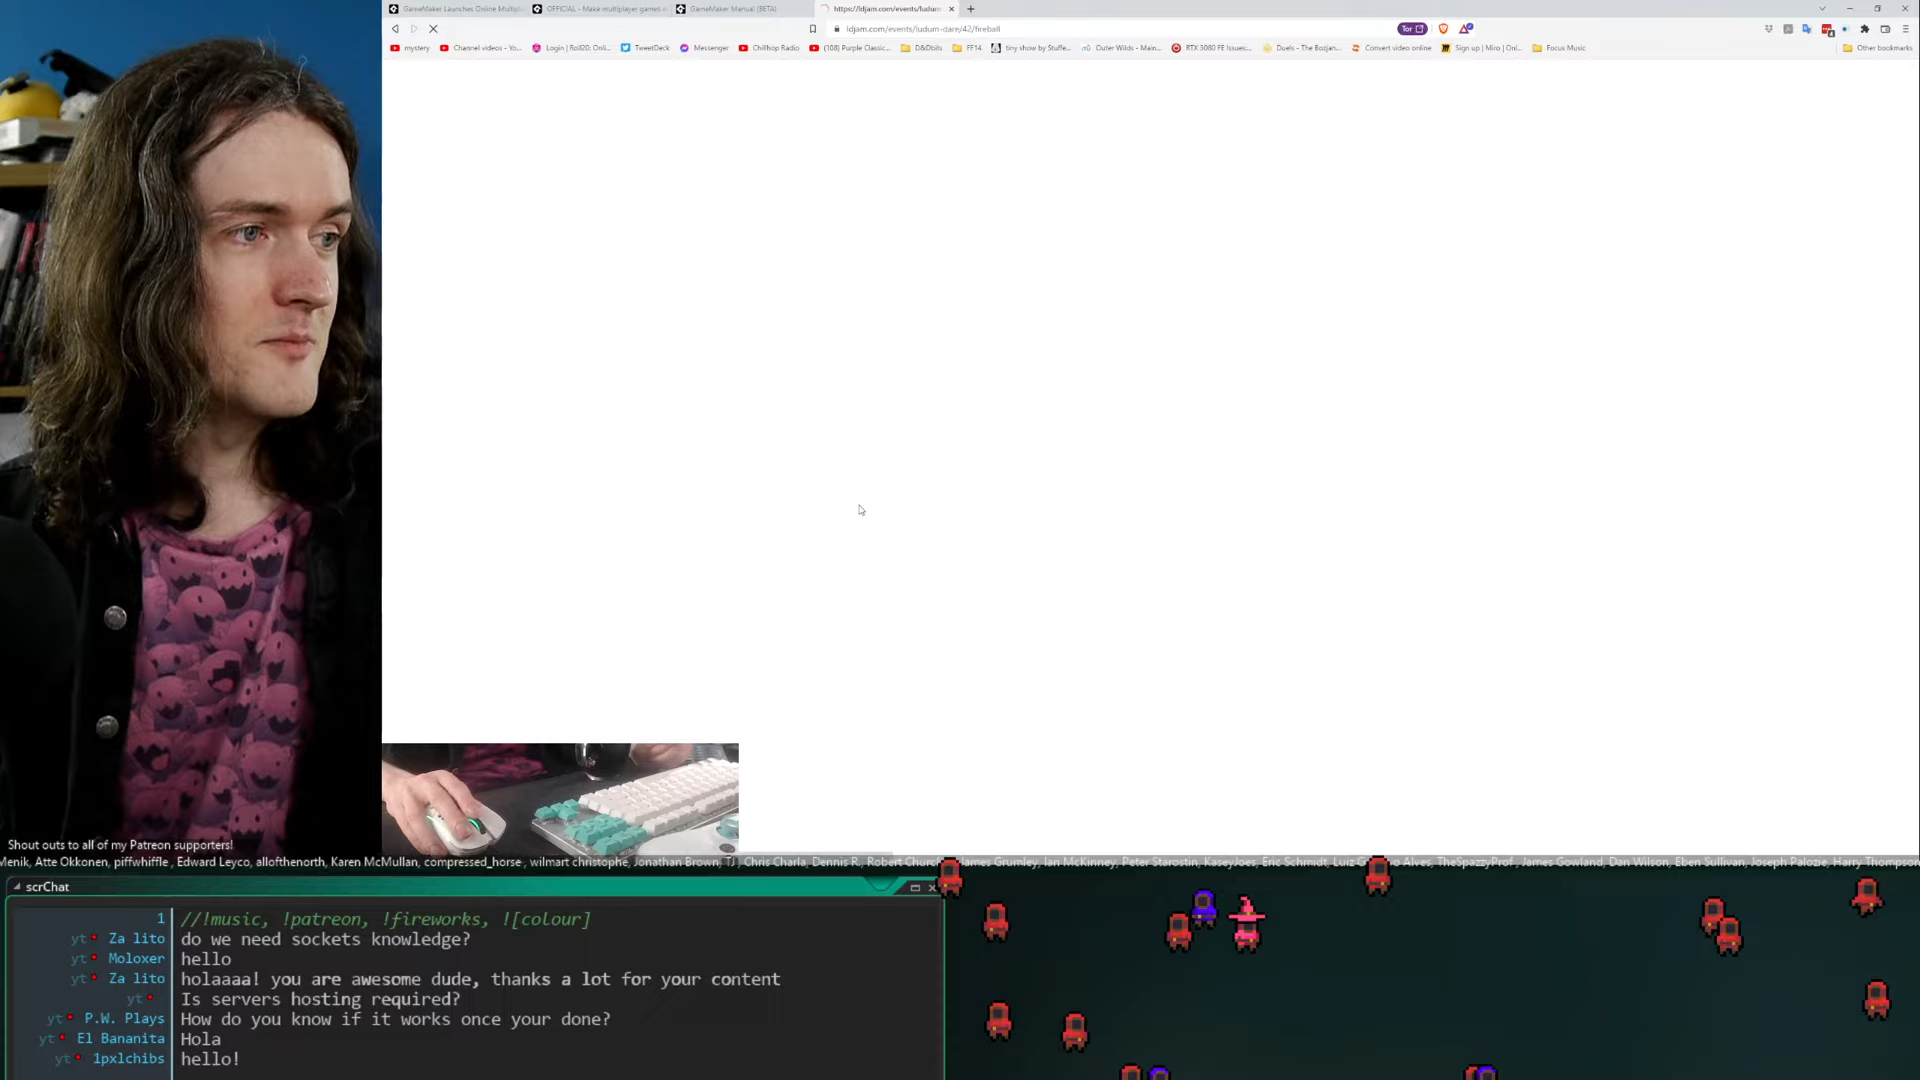 GameMaker Launches Online Multipl
OFFICIAL - Make multiplayer games
GameMaker Manual (BETA)
https://ldjam.com/events/ludum
ldjam.com/events/ludum-dare/42/fireball
Tor
mystery
Channel videos - Yo...
Login | Roll20: Onli...
TweetDeck
Messenger
Chillhop Radio
(108) Purple Classic...
D&Dbits
FF14
tiny show by Stuffe...
Outer Wilds - Main...
RTX 3080 FE Issues:...
Duels - The Bozjan...
Convert video online
Sign up | Miro | Onl...
Focus Music
Other bookmarks
Shout outs to all of my Patreon supporters!
Menik, Atte Okkonen, piffwhiffle , Edward Leyco, allofthenorth, Karen McMullan, compressed_horse , wilmart christophe, Jonathan Brown, TJ , Chris Charla, Dennis R., Robert Church, James Grumley, Ian McKinney, Peter Starostin, KaseyJoes, Eric Schmidt, Alves, TheSpazzyProf , James Gowland, Dan Wilson, Eben Sullivan, Joseph Palozie, Harry Thompson
scrChat
1 //!music, !patreon, !fireworks, ![colour]
yt Za lito do we need sockets knowledge?
yt Moloxer hello
yt Za lito holaaaa! you are awesome dude, thanks a lot for your content
yt Is servers hosting required?
yt P.W. Plays How do you know if it works once your done?
yt El Bananita Hola
yt 1pxlchibs hello!